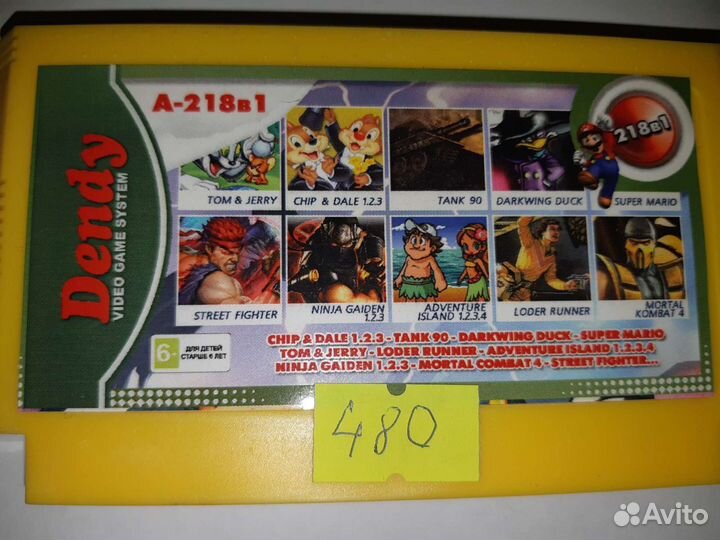 Dendy
VIDEO GAME SYSTEM
A-218в1
218в1
TOM & JERRY
CHIP & DALE 1.2.3
TANK 90
DARKWING DUCK
SUPER MARIO
STREET FIGHTER
NINJA GAIDEN
1.2.3
ADVENTURE
ISLAND 1.2.3.4
LODER RUNNER
MORTAL
KOMBAT 4
6+
ДЛЯ ДЕТЕЙ
СТАРШЕ 6 ЛЕТ
CHIP & DALE 1.2.3 - TANK 90 - DARKWING DUCK - SUPER MARIO
TOM & JERRY - LODER RUNNER - ADVENTURE ISLAND 1.2.3.4
NINJA GAIDEN 1.2.3 - MORTAL COMBAT 4 - STREET FIGHTER...
480
Avito